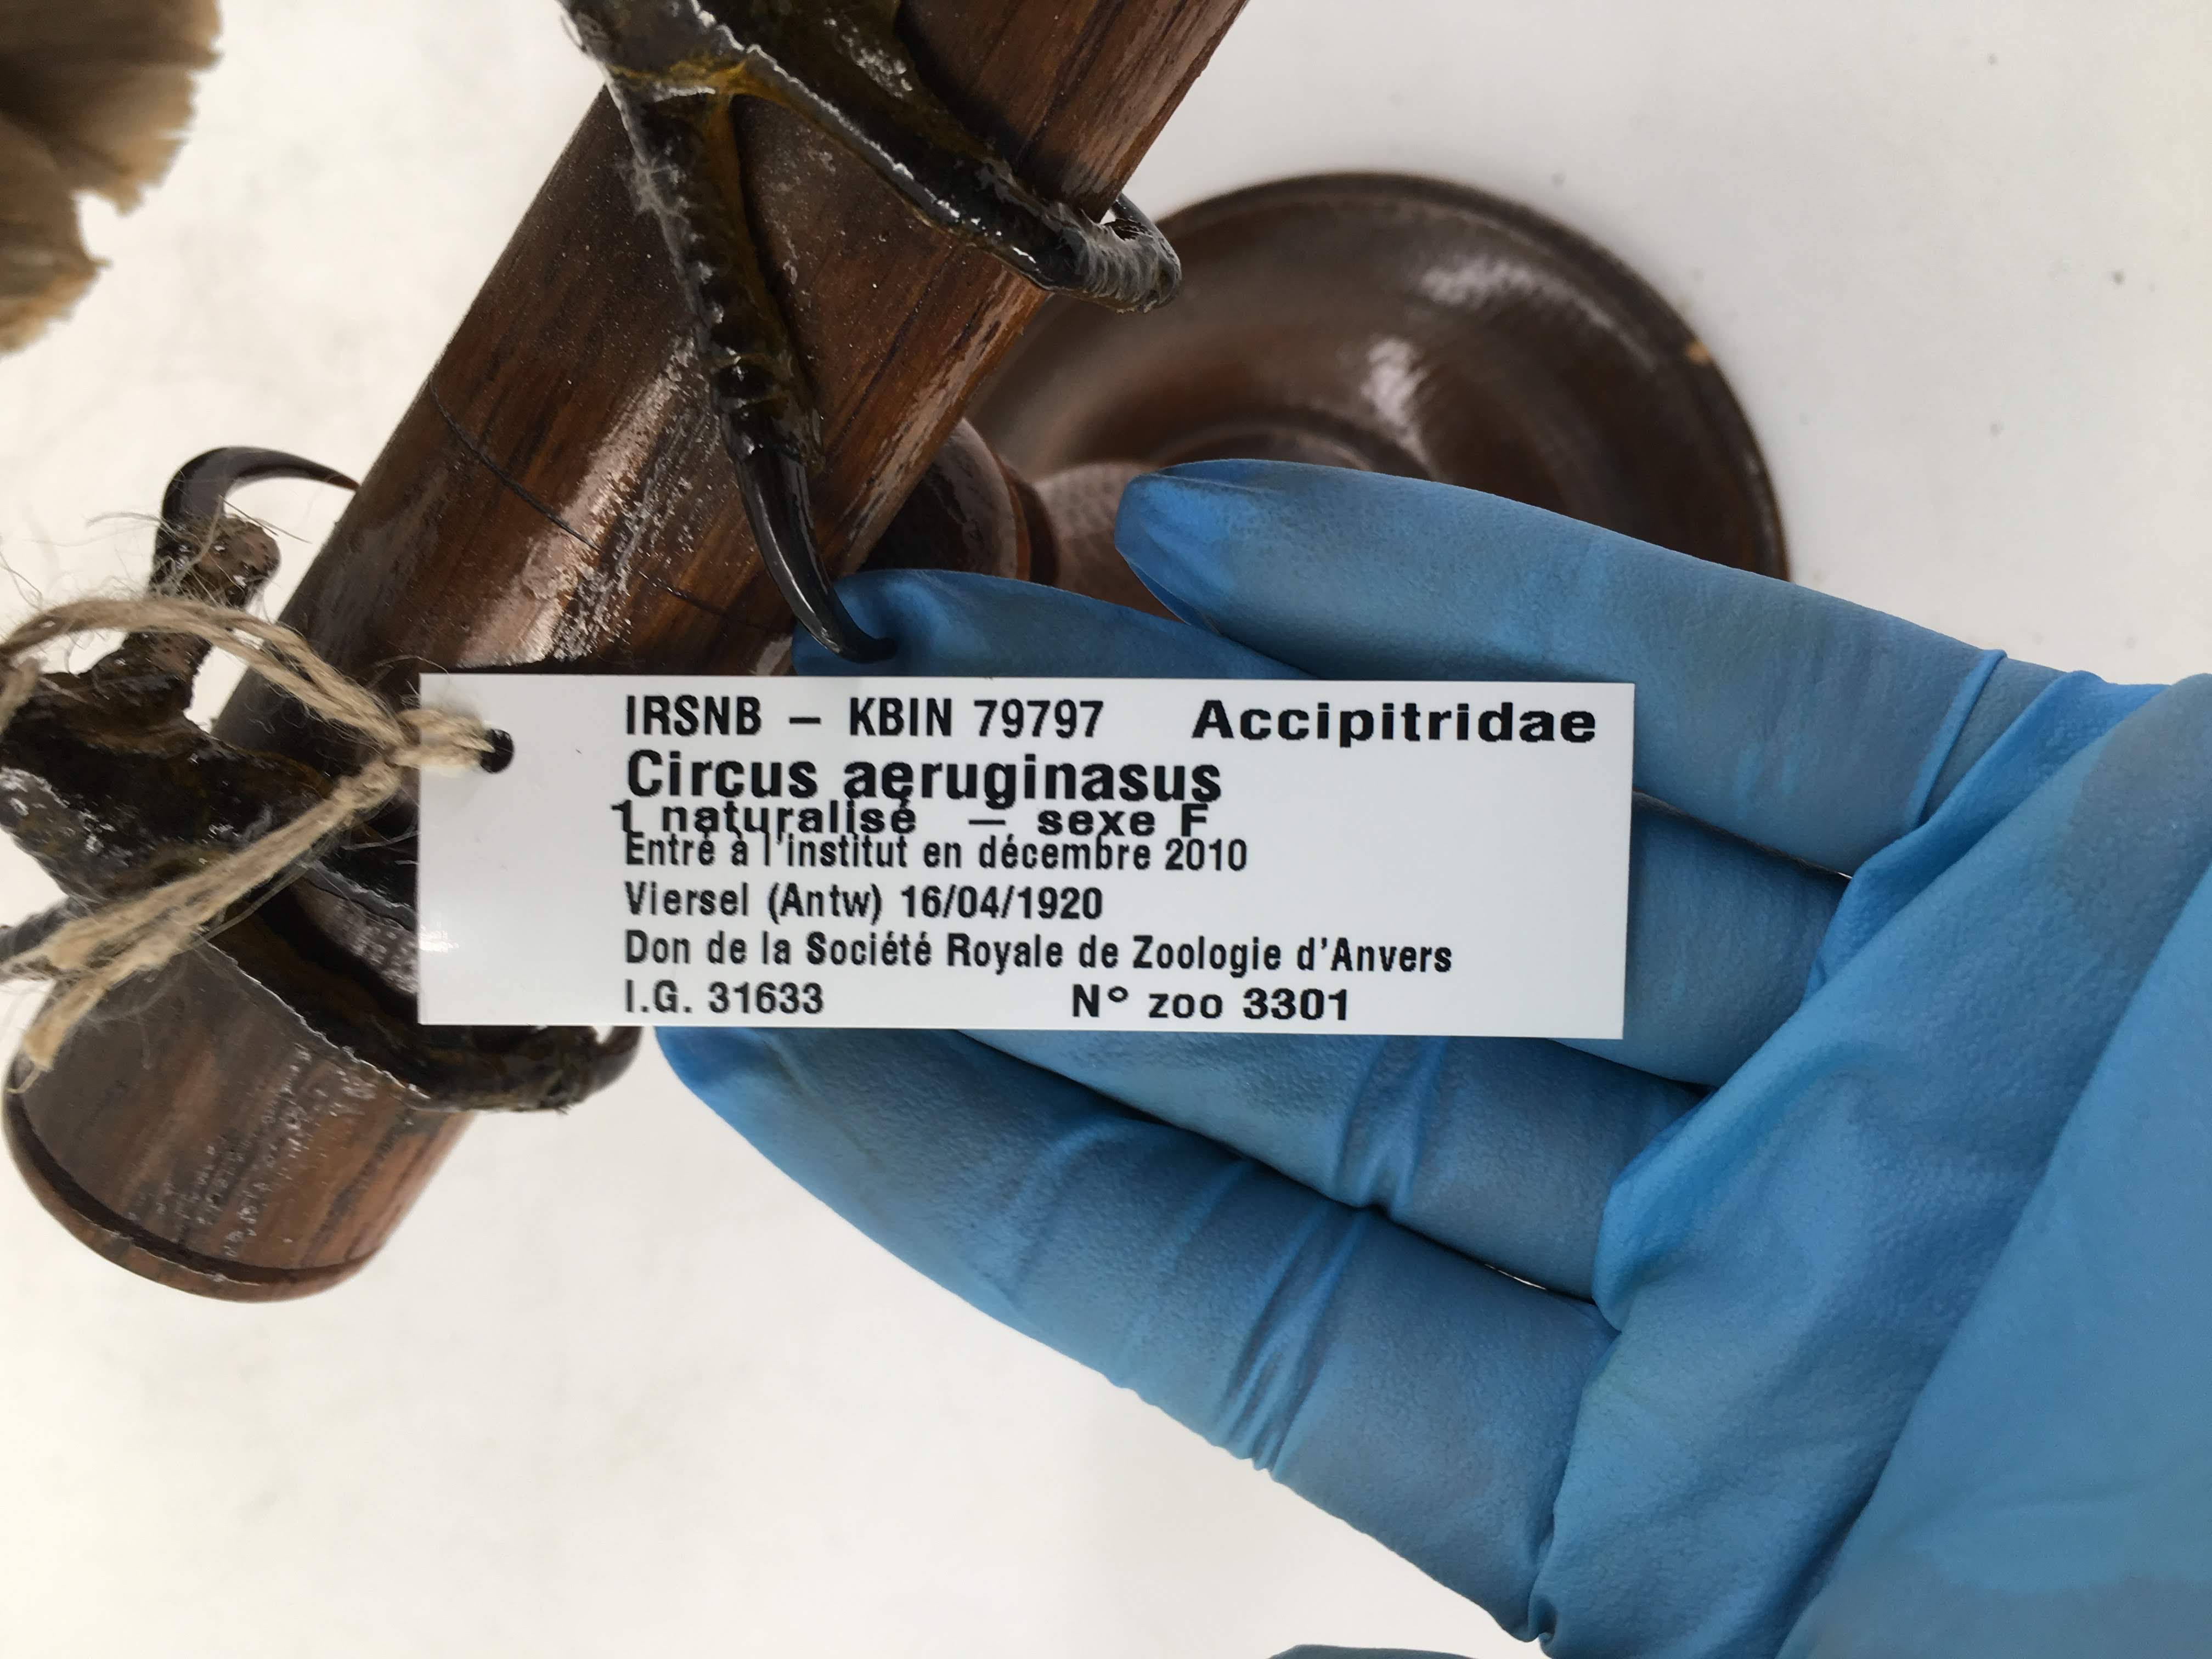 IRSNB – KBIN 79797 Accipitridae
Circus aeruginasus
1 naturalisé – sexe F
Entré à l'institut en décembre 2010
Viersel (Antw) 16/04/1920
Don de la Société Royale de Zoologie d'Anvers
I.G. 31633 N° zoo 3301